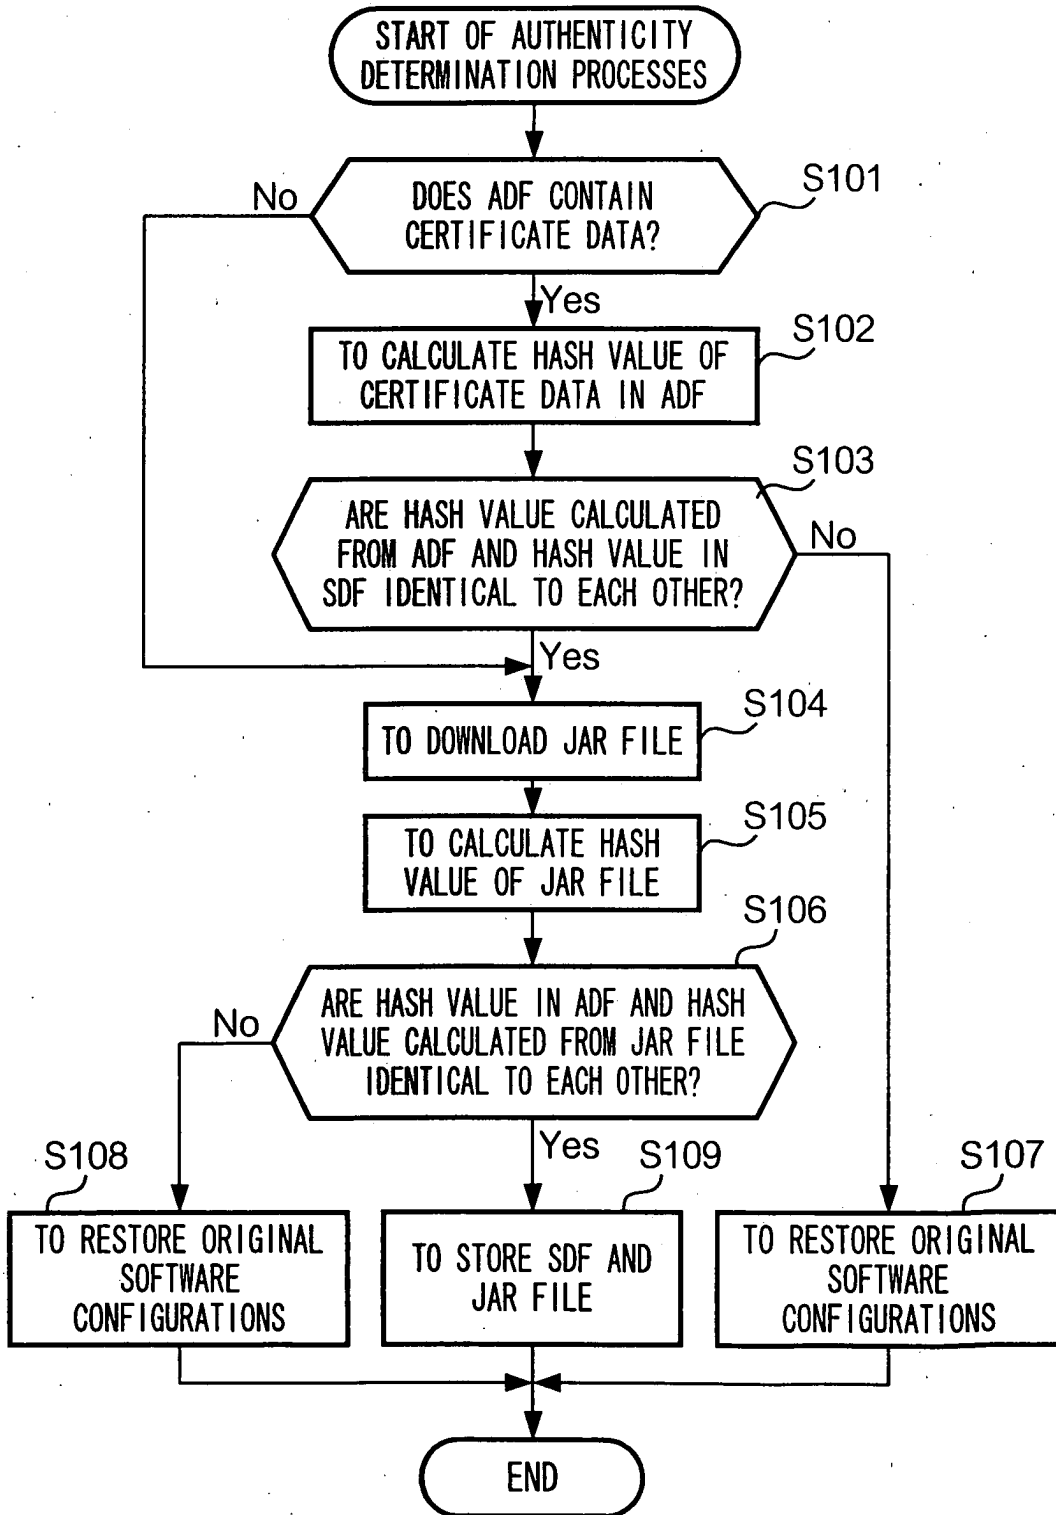 START OF AUTHENTICITY
DETERMINATION PROCESSES
No
DOES ADF CONTAIN
CERTIFICATE DATA?
S101
Yes
S102
TO CALCULATE HASH VALUE OF
CERTIFICATE DATA IN ADF
S103
ARE HASH VALUE CALCULATED
FROM ADF AND HASH VALUE IN
SDF IDENTICAL TO EACH OTHER?
No
Yes
S104
TO DOWNLOAD JAR FILE
S105
TO CALCULATE HASH
VALUE OF JAR FILE
S106
ARE HASH VALUE IN ADF AND HASH
VALUE CALCULATED FROM JAR FILE
IDENTICAL TO EACH OTHER?
No
Yes
S108
TO RESTORE ORIGINAL
SOFTWARE
CONFIGURATIONS
S109
TO STORE SDF AND
JAR FILE
S107
TO RESTORE ORIGINAL
SOFTWARE
CONFIGURATIONS
END